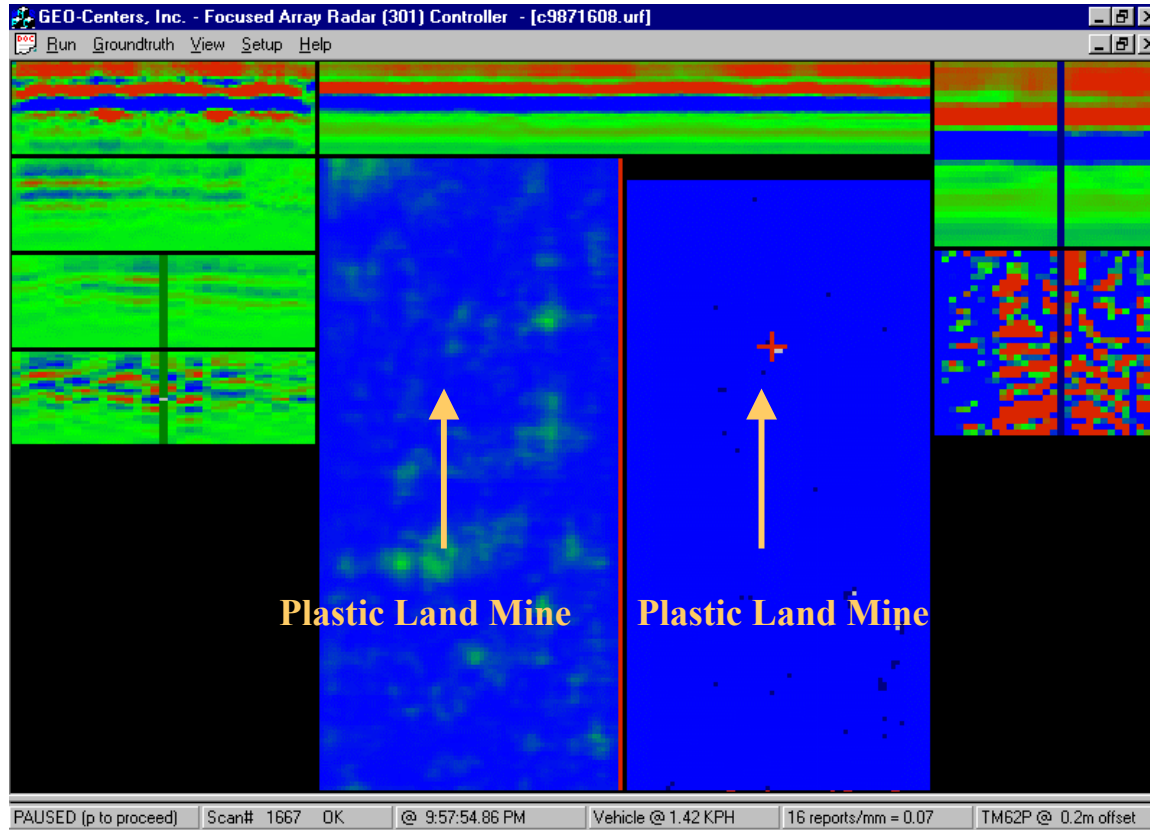 GEO-Centers, Inc. - Focused Array Radar (301) Controller - [c9871608.urf]
DOC Run Groundtruth View Setup Help
Plastic Land Mine Plastic Land Mine
PAUSED (p to proceed) Scan# 1667 OK @ 9:57:54.86 PM Vehicle @ 1.42 KPH 16 reports/mm = 0.07 TM62P @ 0.2m offset